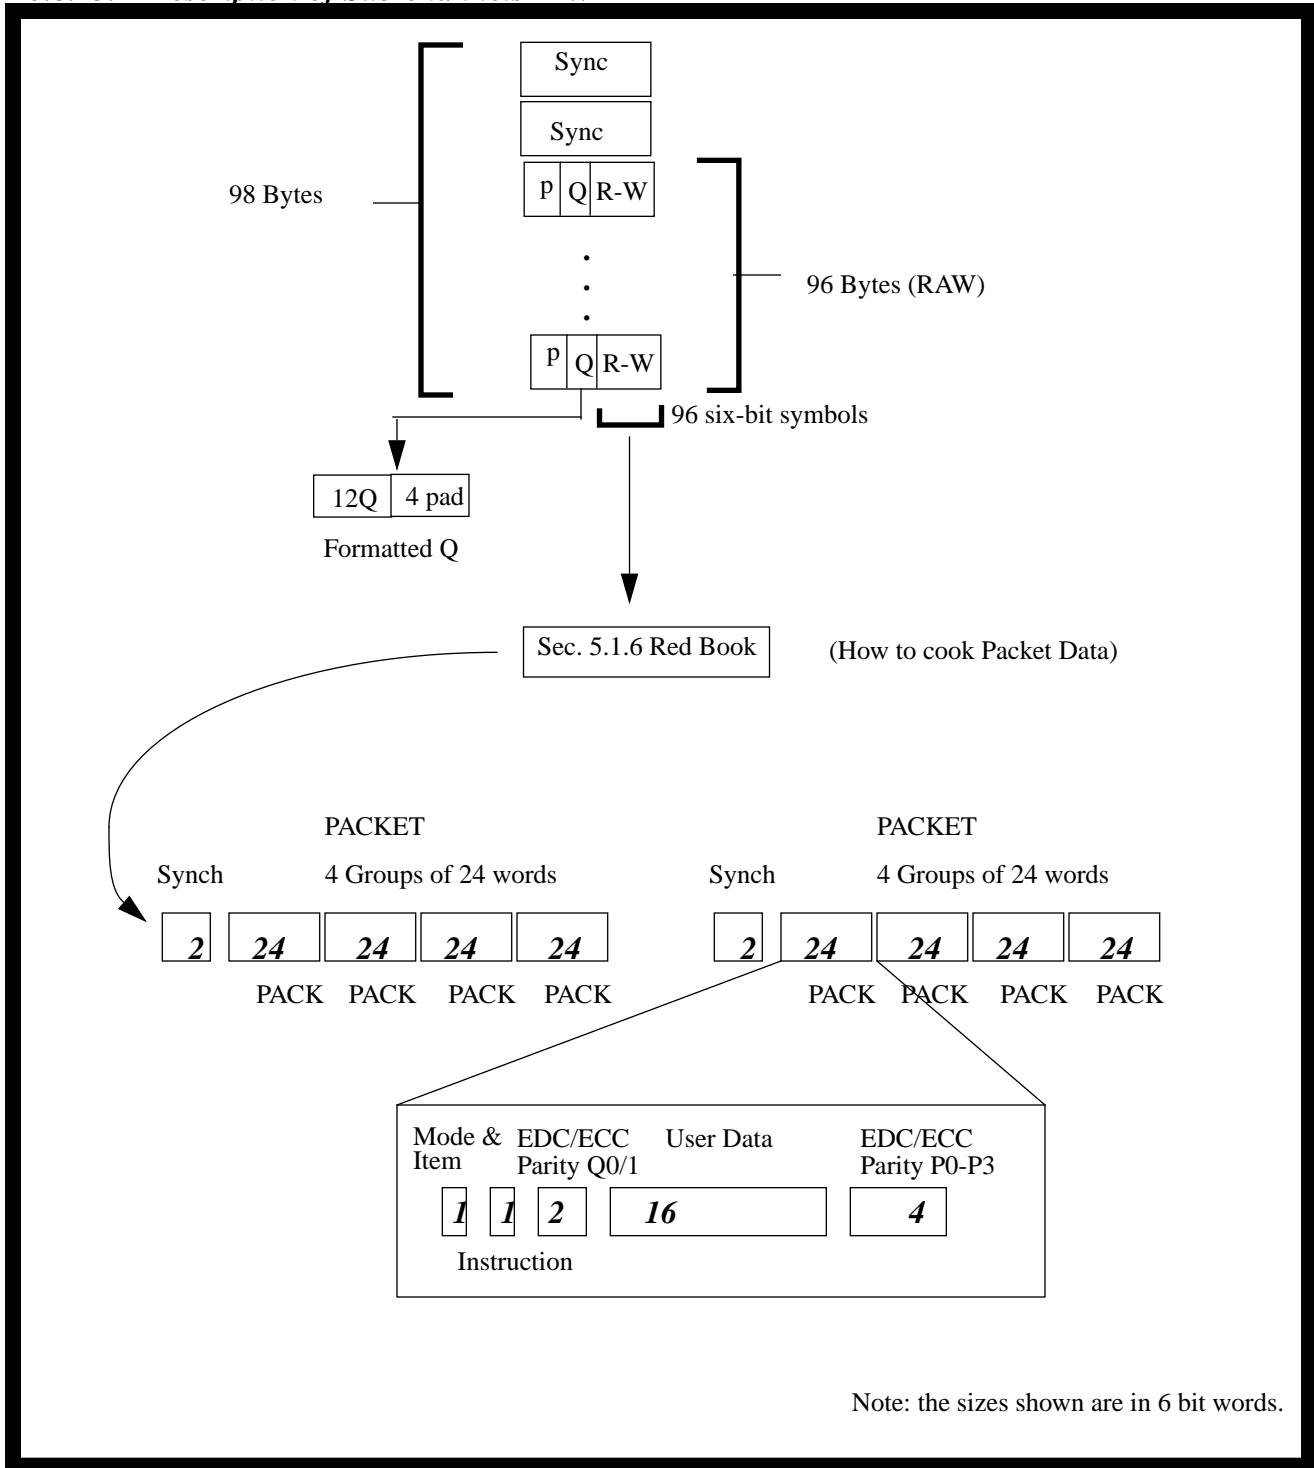 Sync
Sync
p Q R-W
98 Bytes
96 Bytes (RAW)
p Q R-W
96 six-bit symbols
12Q 4 pad
Formatted Q
Sec. 5.1.6 Red Book (How to cook Packet Data)
PACKET PACKET
Synch 4 Groups of 24 words Synch 4 Groups of 24 words
2 24 24 24 24 2 24 24 24 24
PACK PACK PACK PACK PACK PACK PACK PACK
Mode & EDC/ECC User Data EDC/ECC
Item Parity Q0/1 Parity P0-P3
1 1 2 16 4
Instruction
Note: the sizes shown are in 6 bit words.